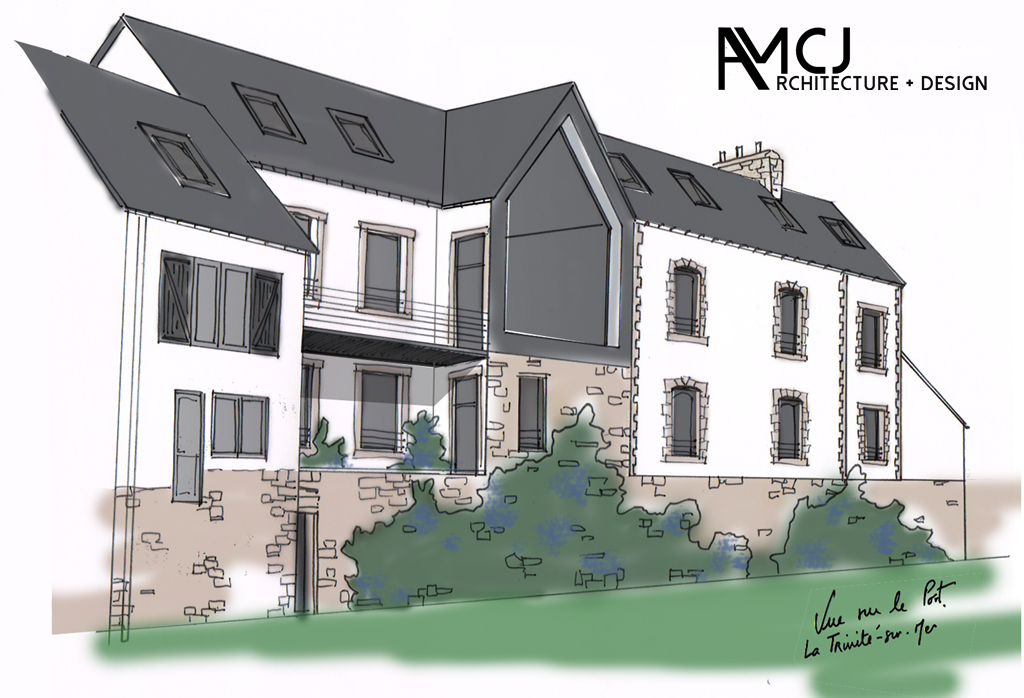 AMCJ
RCHITECTURE + DESIGN
Vue sur le Port.
La Trinité-sur-Mer